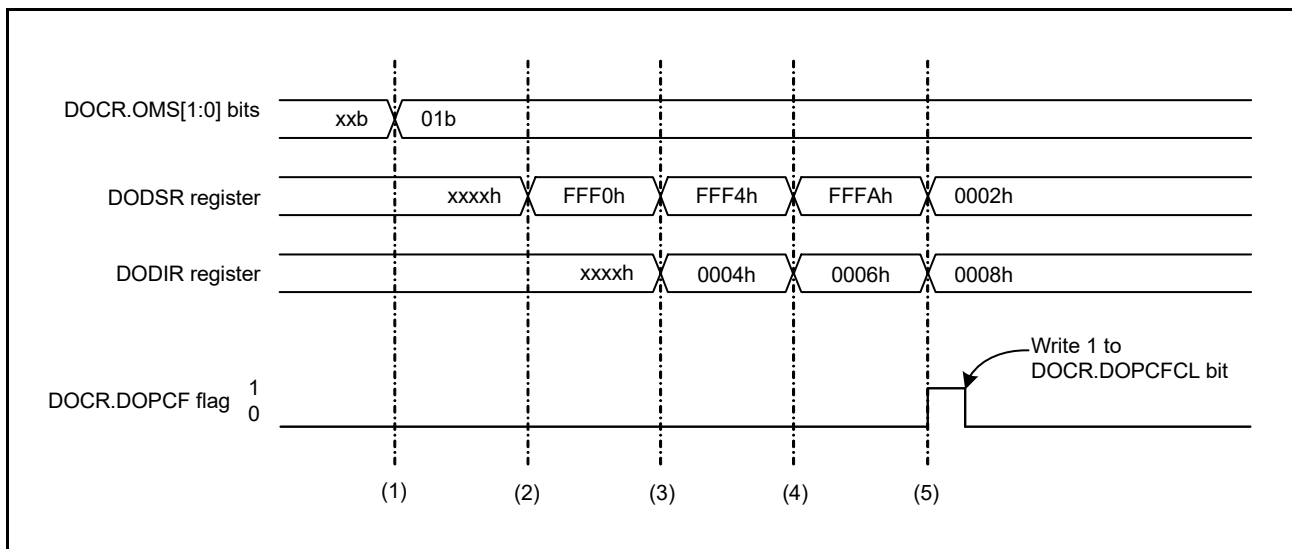 DOCR.OMS[1:0] bits
xxb
01b
DODSR register
xxxxh
FFF0h
FFF4h
FFFAh
0002h
DODIR register
xxxxh
0004h
0006h
0008h
Write 1 to
DOCR.DOPCFCL bit
DOCR.DOPCF flag
1
0
(1)
(2)
(3)
(4)
(5)